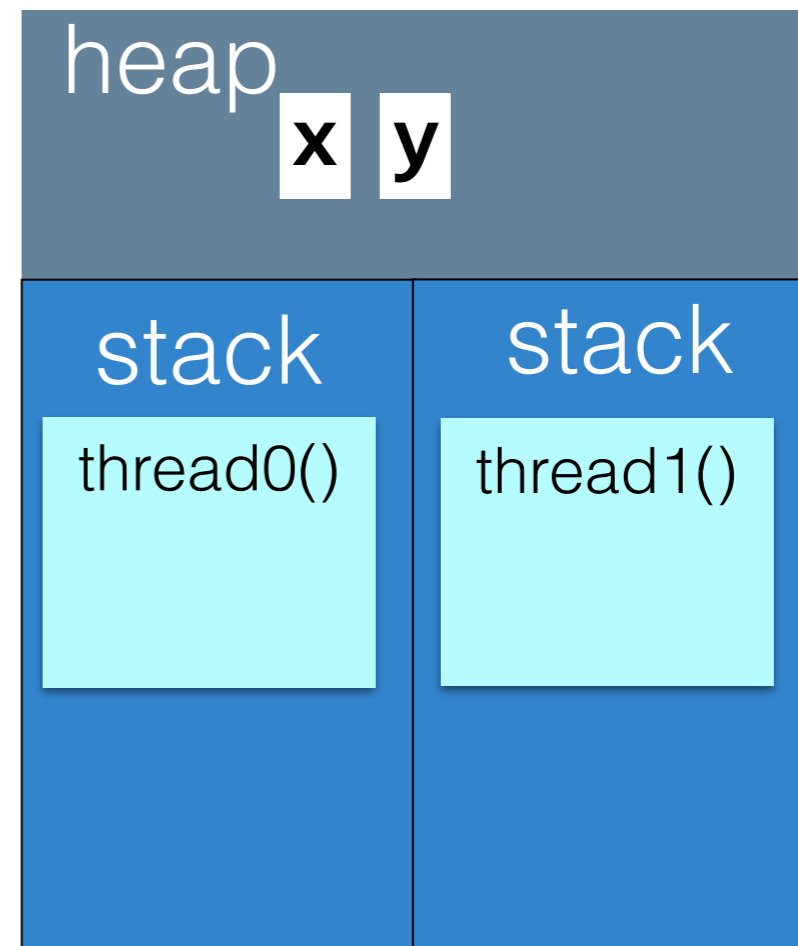 heap
x y
stack stack
thread0() thread1()